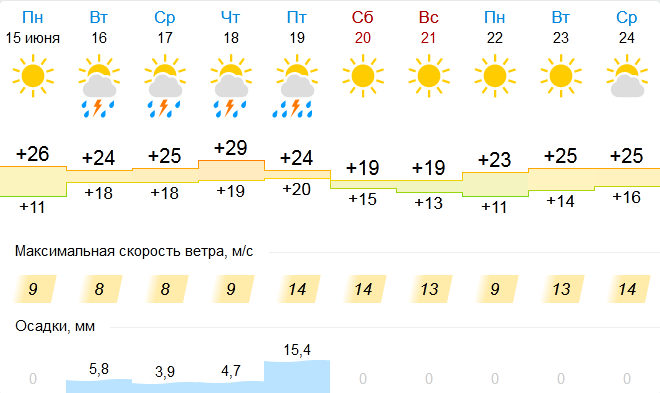 Пн Вт Ср Чт Пт Сб Вс Пн Вт Ср
15 июня 16 17 18 19 20 21 22 23 24
+26 +24 +25 +29 +24 +19 +19 +23 +25 +25
+11 +18 +18 +19 +20 +15 +13 +11 +14 +16
Максимальная скорость ветра, м/с
9 8 8 9 14 14 13 9 13 14
Осадки, мм
0 5,8 3,9 4,7 15,4 0 0 0 0 0